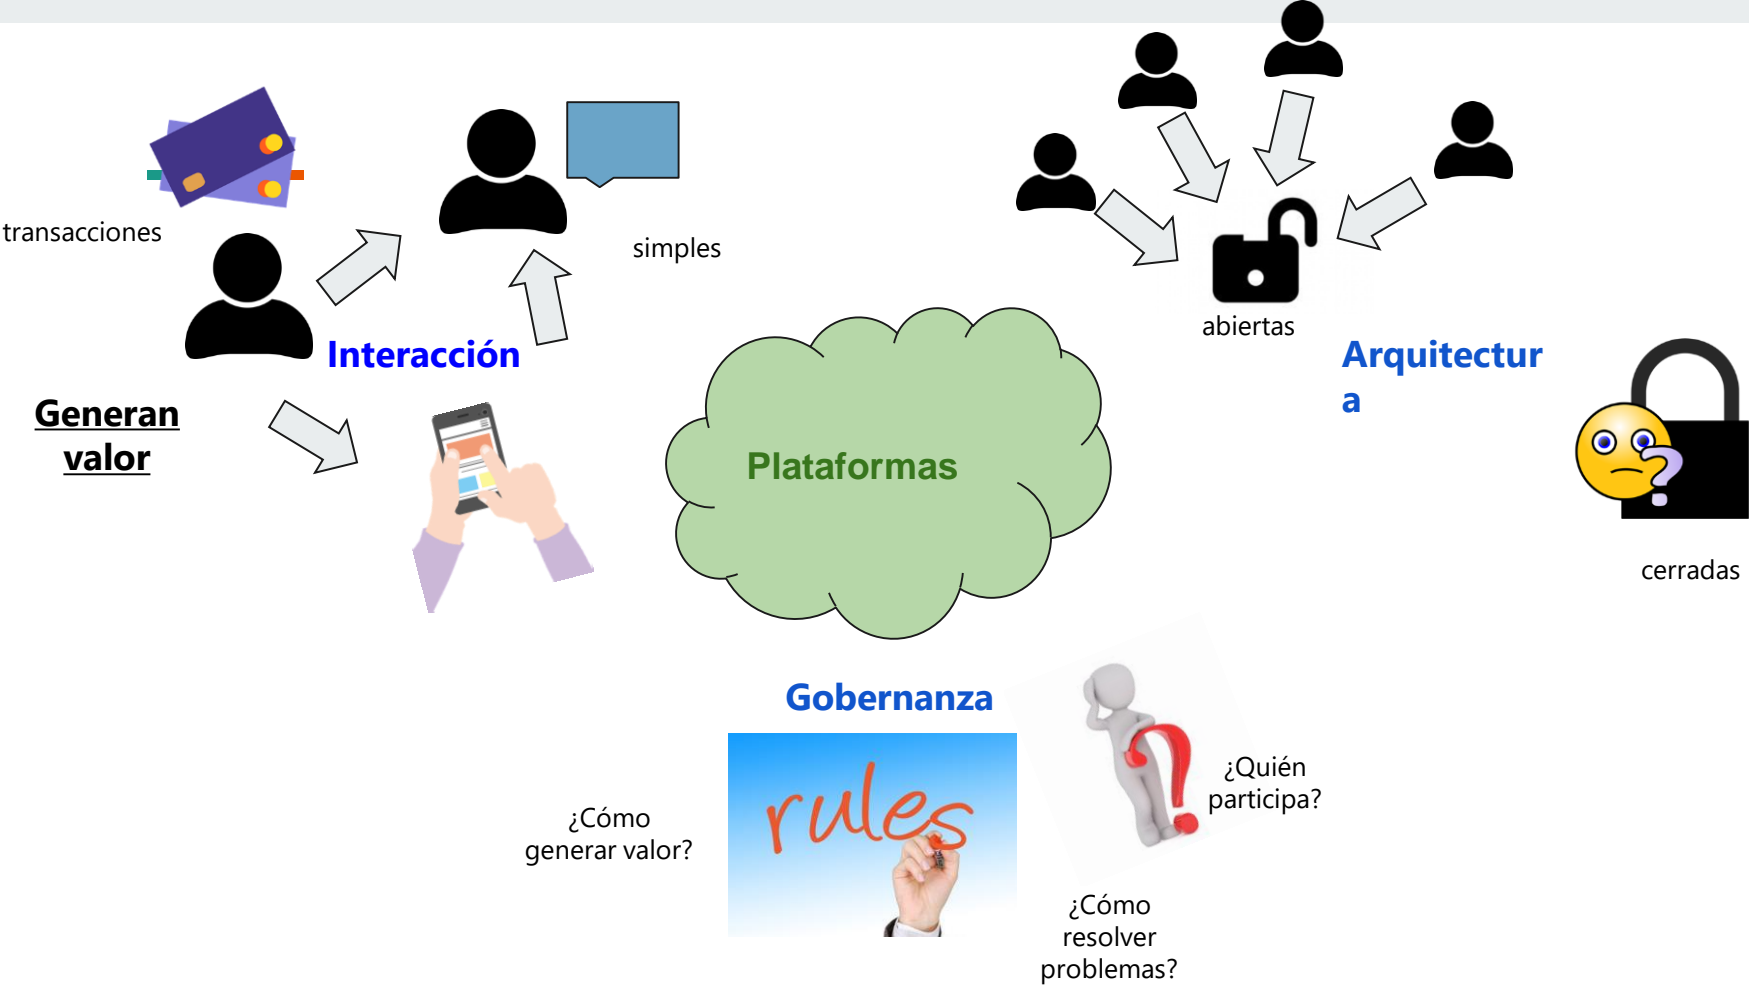 transacciones
simples
Interacción
Generan
valor
Plataformas
abiertas
Arquitectur
a
cerradas
Gobernanza
rules
¿Cómo
generar valor?
¿Quién
participa?
¿Cómo
resolver
problemas?